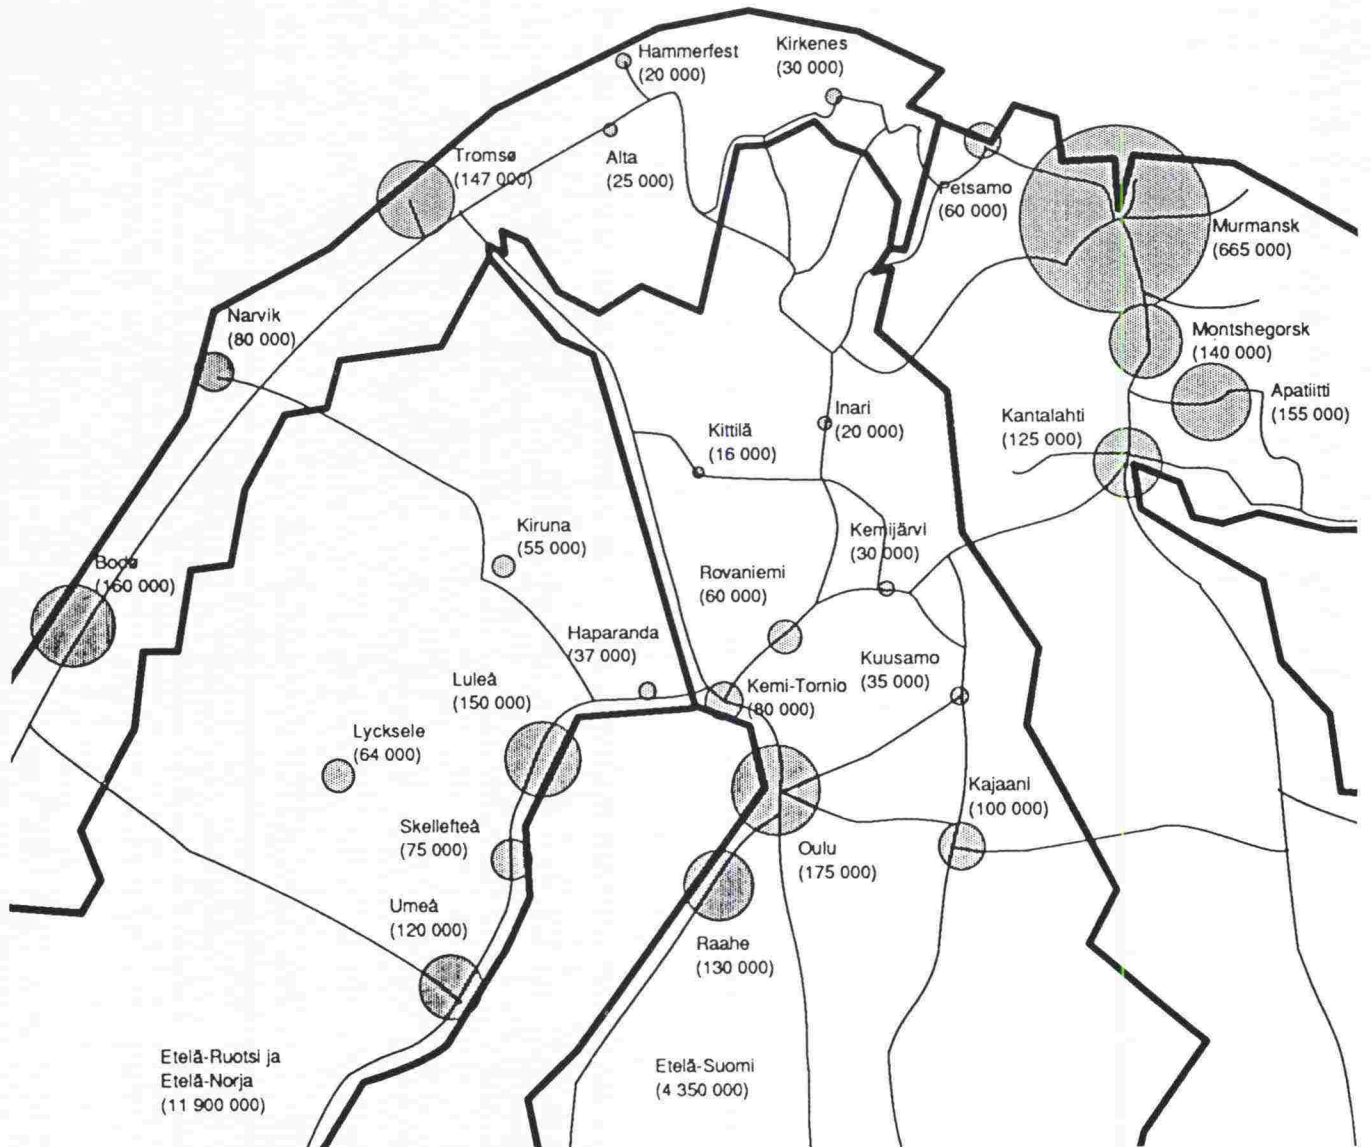 Hammerfest
(20 000)
Kirkenes
(30 000)
Tromsø
(147 000)
Alta
(25 000)
Petsamo
(60 000)
Murmansk
(665 000)
Narvik
(80 000)
Montshegorsk
(140 000)
Apatiitti
(155 000)
Kantalahti
(125 000)
Inari
(20 000)
Kittilä
(16 000)
Kiruna
(55 000)
Kemijärvi
(30 000)
Bodø
(160 000)
Rovaniemi
(60 000)
Haparanda
(37 000)
Kuusamo
(35 000)
Luleå
(150 000)
Kemi-Tornio
(80 000)
Lycksele
(64 000)
Kajaani
(100 000)
Skellefteå
(75 000)
Oulu
(175 000)
Umeå
(120 000)
Raahe
(130 000)
Etelä-Ruotsi ja
Etelä-Norja
(11 900 000)
Etelä-Suomi
(4 350 000)